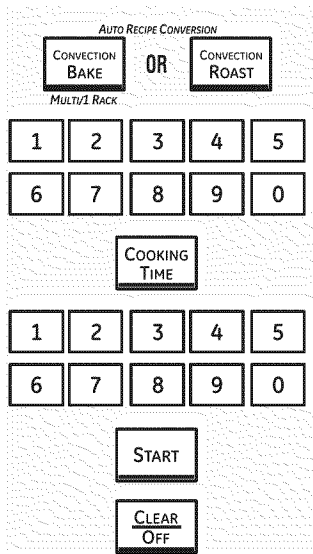 AUTO RECIPE CONVERSION
CONVECTION
BAKE
OR
CONVECTION
ROAST
MULTI/1 RACK
1 2 3 4 5
6 7 8 9 0
COOKING
TIME
1 2 3 4 5
6 7 8 9 0
START
CLEAR
OFF